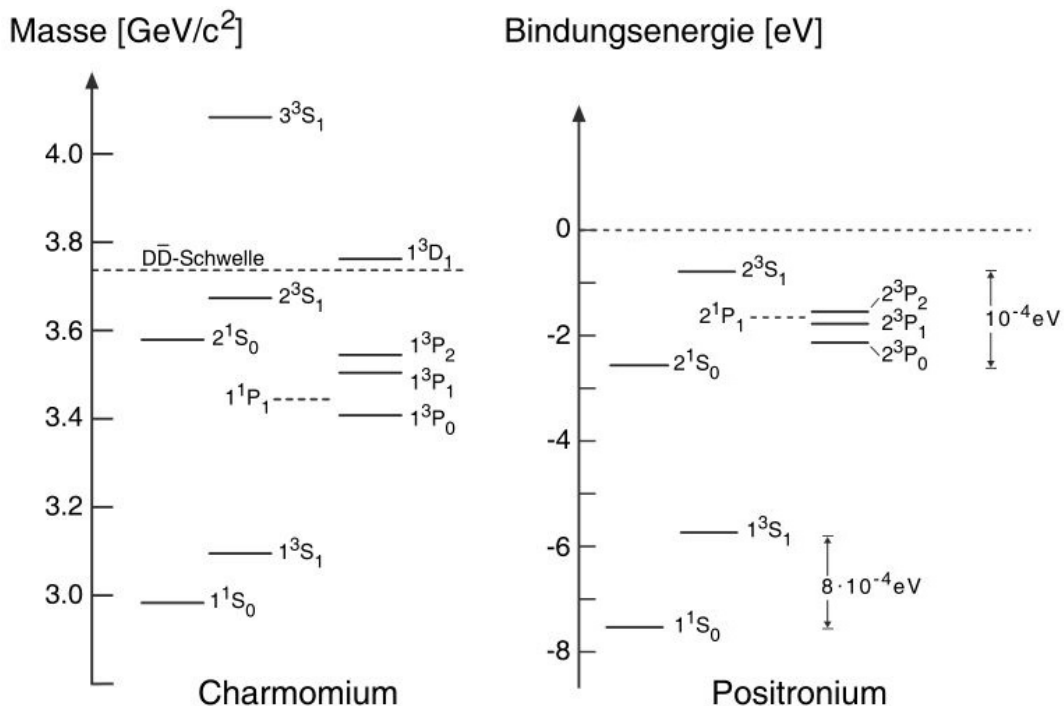 Masse [GeV/c²]
Bindungsenergie [eV]
3³S₁
4.0
3.8
DD̄-Schwelle
1³D₁
2³S₁
3.6
2¹S₀
1³P₂
1³P₁
1¹P₁
1³P₀
3.4
3.2
1³S₁
3.0
1¹S₀
Charmomium
0
2³S₁
2³P₂
2¹P₁
2³P₁
10⁻⁴eV
-2
2³P₀
2¹S₀
-4
1³S₁
-6
8·10⁻⁴eV
1¹S₀
-8
Positronium